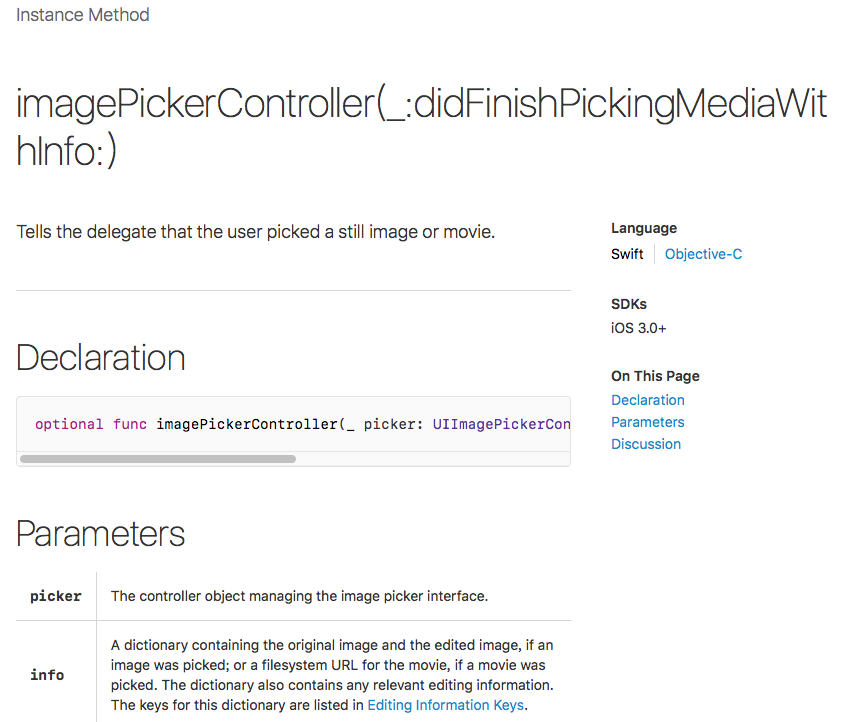 Instance Method
imagePickerController(_:didFinishPickingMediaWit
hInfo:)
Tells the delegate that the user picked a still image or movie.
Language
Swift Objective-C
SDKs
iOS 3.0+
On This Page
Declaration
Parameters
Discussion
Declaration
optional func imagePickerController(_ picker: UIImagePickerCon
Parameters
picker The controller object managing the image picker interface.
info
A dictionary containing the original image and the edited image, if an
image was picked; or a filesystem URL for the movie, if a movie was
picked. The dictionary also contains any relevant editing information.
The keys for this dictionary are listed in Editing Information Keys.